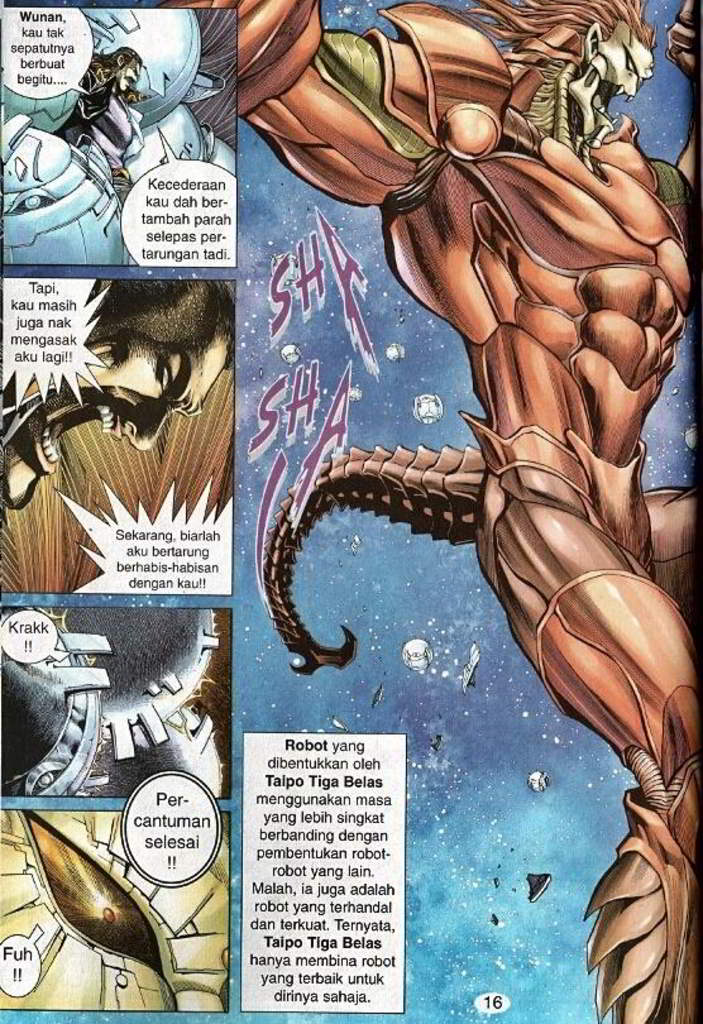 Wunan,
kau tak
sepatutnya
berbuat
begitu....
Kecederaan
kau dah ber-
tambah parah
selepas per-
tarungan tadi.
Tapi,
kau masih
juga nak
mengasak
aku lagi!!
Sekarang, biarlah
aku bertarung
berhabis-habisan
dengan kau!!
Krakk
!!
Per-
cantuman
selesai
!!
Fuh
!!
SHA
SHA
Robot yang
dibentukkan oleh
Taipo Tiga Belas
menggunakan masa
yang lebih singkat
berbanding dengan
pembentukan robot-
robot yang lain.
Malah, ia juga adalah
robot yang terhandal
dan terkuat. Ternyata,
Taipo Tiga Belas
hanya membina robot
yang terbaik untuk
dirinya sahaja.
16